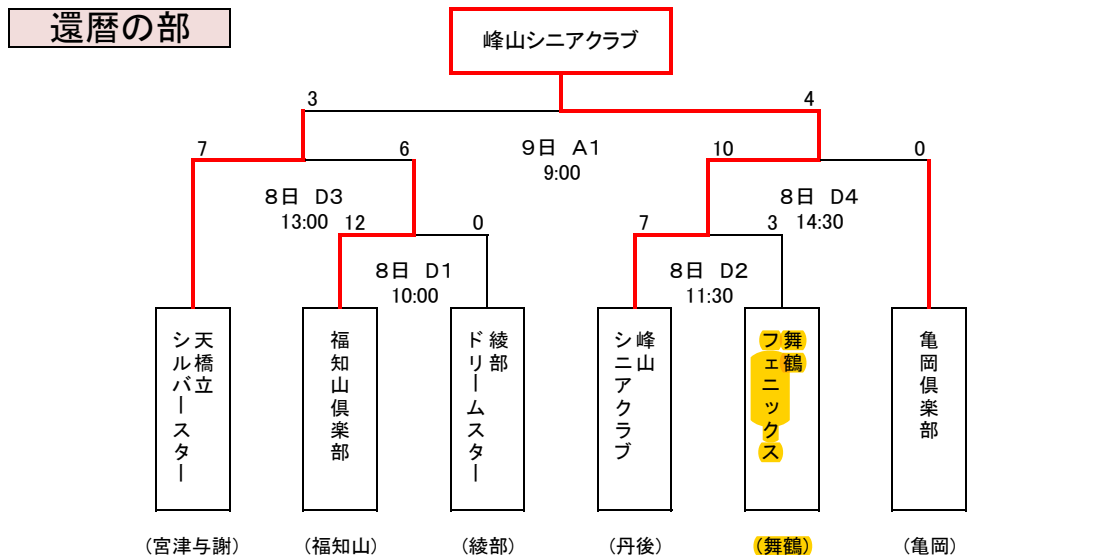 還暦の部
峰山シニアクラブ
3
4
7
6
９日　Ａ１
9:00
10
0
８日　Ｄ３
13:00
８日　Ｄ４
14:30
12
0
7
3
８日　Ｄ１
10:00
８日　Ｄ２
11:30
天橋立
シルバースター
福知山倶楽部
綾部
ドリームスター
峰山
シニアクラブ
舞鶴
フェニックス
亀岡倶楽部
（宮津与謝）
（福知山）
（綾部）
（丹後）
（舞鶴）
（亀岡）